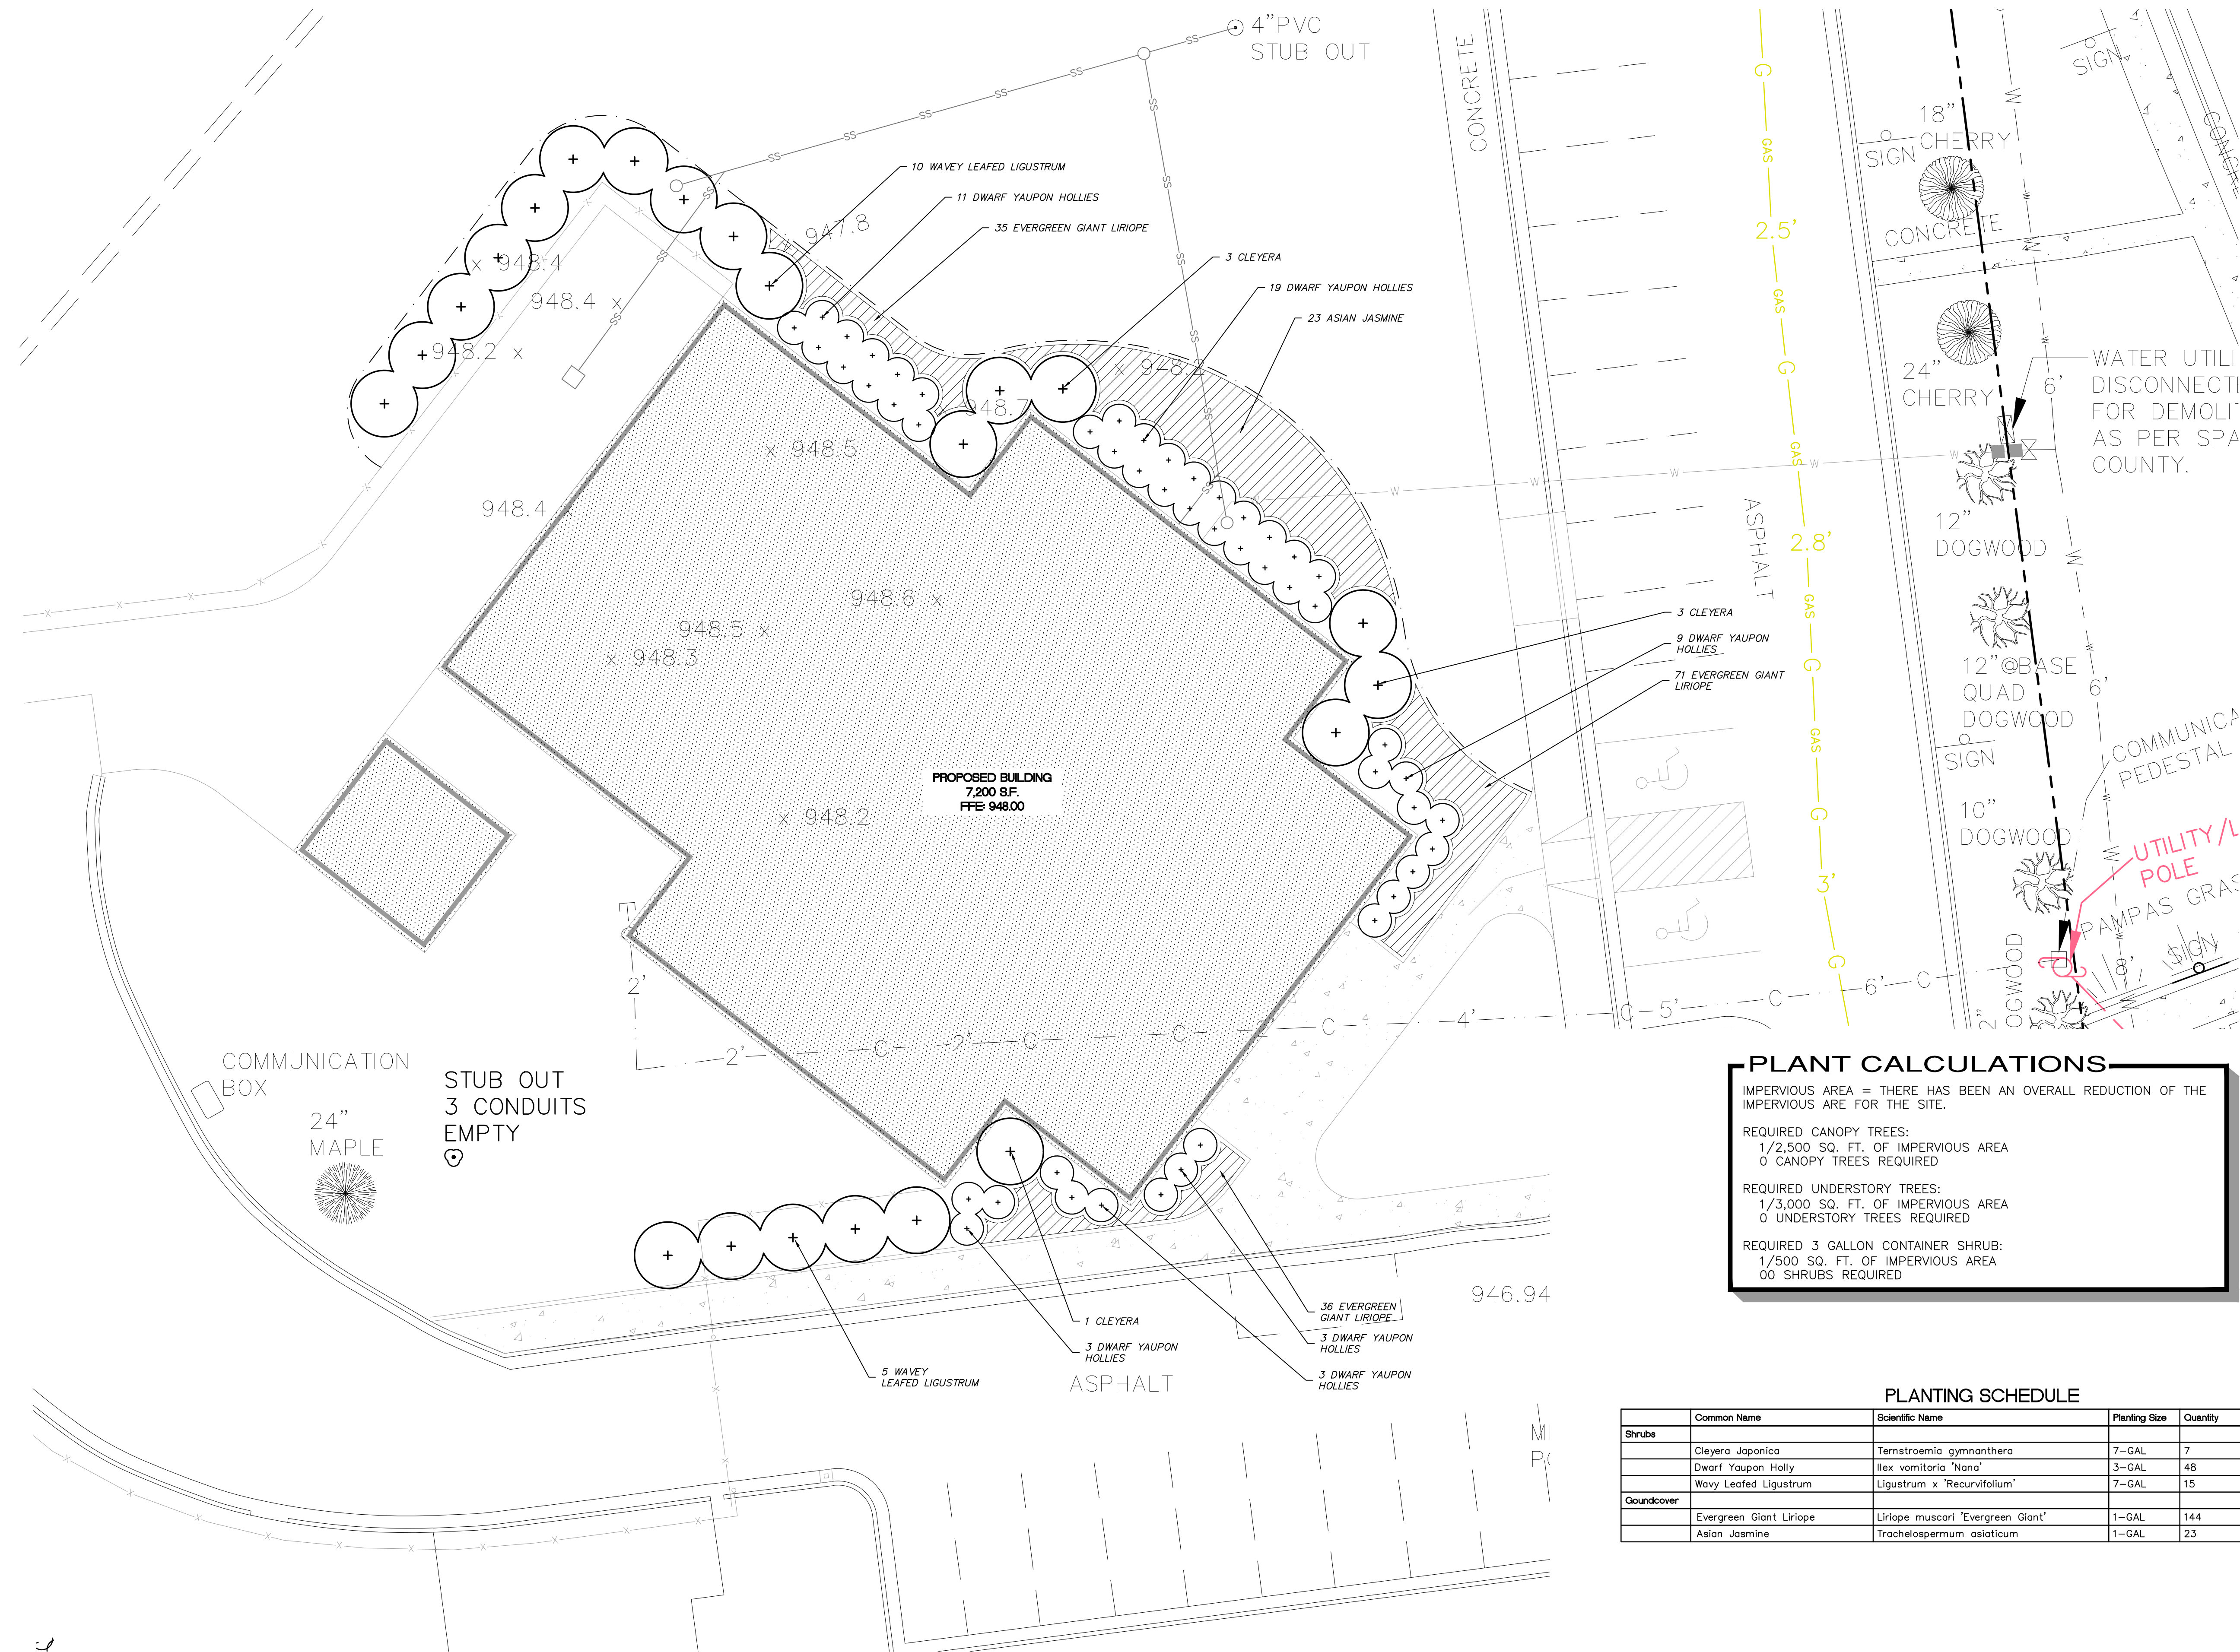 4"PVC
STUB OUT
CONCRETE
SIGN
18"
CHERRY
SIGN
CONCRETE
10 WAVEY LEAFED LIGUSTRUM
11 DWARF YAUPON HOLLIES
35 EVERGREEN GIANT LIRIOPE
3 CLEYERA
19 DWARF YAUPON HOLLIES
23 ASIAN JASMINE
947.8
x 948.4
948.4 x
948.2 x
x 948.2
948.7
x 948.5
948.4 x
948.6 x
948.5 x
x 948.3
x 948.2
SS
GAS
G
W
2.5'
2.8'
3'
24"
CHERRY
6'
WATER UTILI
DISCONNECT
FOR DEMOLI
AS PER SPA
COUNTY.
ASPHALT
12"
DOGWOOD
12"@BASE
QUAD
DOGWOOD
6'
SIGN
COMMUNICA
PEDESTAL
10"
DOGWOOD
UTILITY/L
POLE
PAMPAS GRAS
SIGN
8'
2"
OGWOOD
3 CLEYERA
9 DWARF YAUPON
HOLLIES
71 EVERGREEN GIANT
LIRIOPE
PROPOSED BUILDING
7,200 S.F.
FFE: 948.00
T
2'
2'
C
2'
C
C
C
4'
C
5'
C
6'
C
COMMUNICATION
BOX
24"
MAPLE
STUB OUT
3 CONDUITS
EMPTY
1 CLEYERA
3 DWARF YAUPON
HOLLIES
5 WAVEY
LEAFED LIGUSTRUM
36 EVERGREEN
GIANT LIRIOPE
3 DWARF YAUPON
HOLLIES
3 DWARF YAUPON
HOLLIES
ASPHALT
946.94
PLANT CALCULATIONS
IMPERVIOUS AREA = THERE HAS BEEN AN OVERALL REDUCTION OF THE
IMPERVIOUS ARE FOR THE SITE.
REQUIRED CANOPY TREES:
1/2,500 SQ. FT. OF IMPERVIOUS AREA
0 CANOPY TREES REQUIRED
REQUIRED UNDERSTORY TREES:
1/3,000 SQ. FT. OF IMPERVIOUS AREA
0 UNDERSTORY TREES REQUIRED
REQUIRED 3 GALLON CONTAINER SHRUB:
1/500 SQ. FT. OF IMPERVIOUS AREA
00 SHRUBS REQUIRED
PLANTING SCHEDULE
Common Name Scientific Name Planting Size Quantity
Shrubs
Cleyera Japonica Ternstroemia gymnanthera 7-GAL 7
Dwarf Yaupon Holly Ilex vomitoria 'Nana' 3-GAL 48
Wavy Leafed Ligustrum Ligustrum x 'Recurvifolium' 7-GAL 15
Goundcover
Evergreen Giant Liriope Liriope muscari 'Evergreen Giant' 1-GAL 144
Asian Jasmine Trachelospermum asiaticum 1-GAL 23